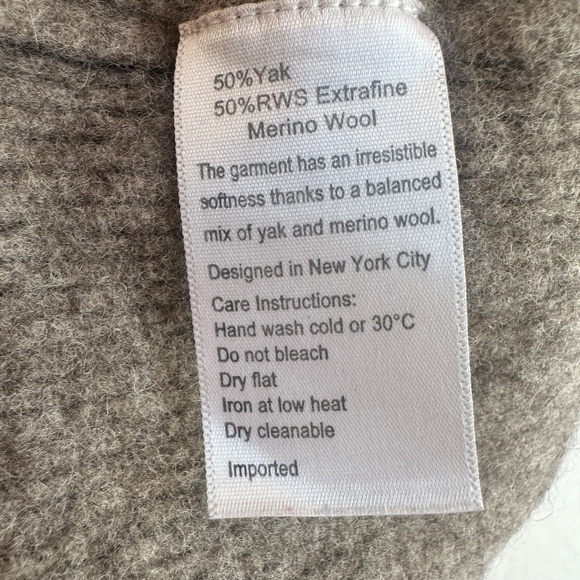 50%Yak
50%RWS Extrafine
Merino Wool
The garment has an irresistible
softness thanks to a balanced
mix of yak and merino wool.
Designed in New York City
Care Instructions:
Hand wash cold or 30°C
Do not bleach
Dry flat
Iron at low heat
Dry cleanable
Imported